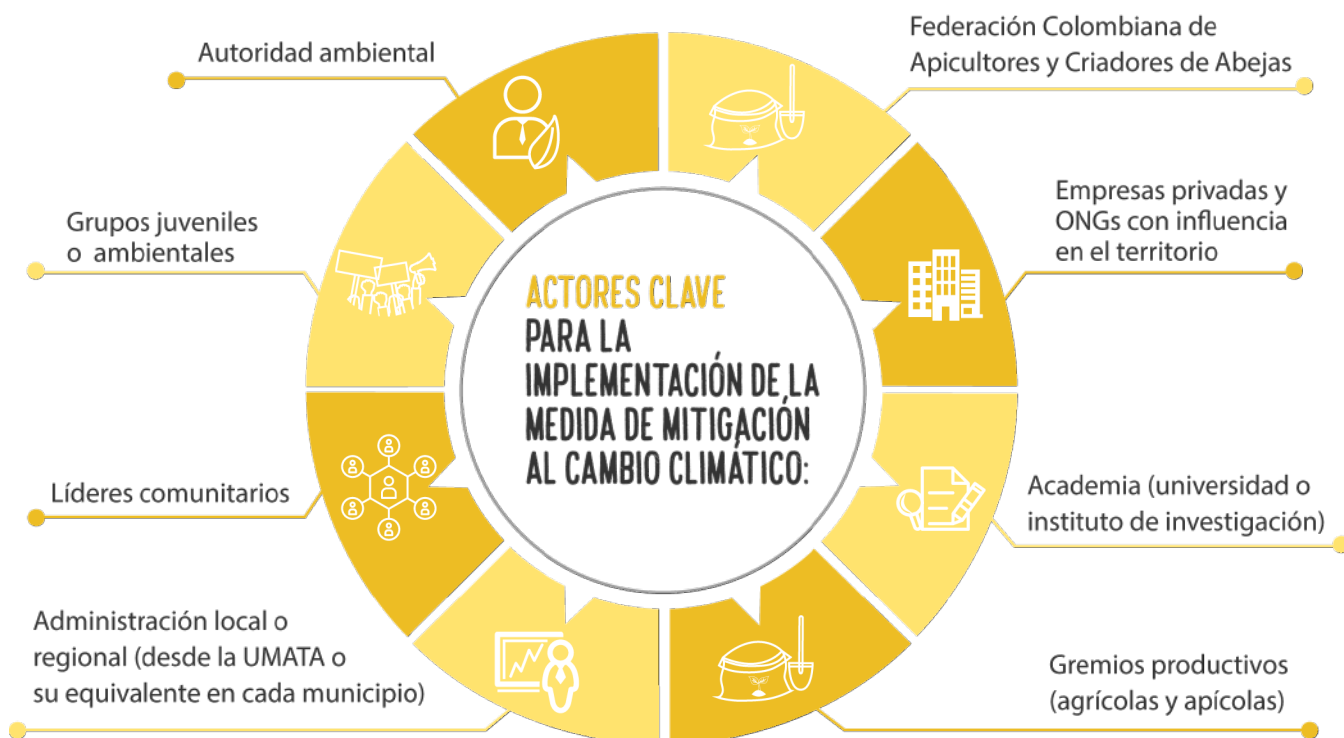 ACTORES CLAVE
PARA LA
IMPLEMENTACIÓN DE LA
MEDIDA DE MITIGACIÓN
AL CAMBIO CLIMÁTICO:
Federación Colombiana de
Apicultores y Criadores de Abejas
Empresas privadas y
ONGs con influencia
en el territorio
Academia (universidad o
instituto de investigación)
Gremios productivos
(agrícolas y apícolas)
Administración local o
regional (desde la UMATA o
su equivalente en cada municipio)
Líderes comunitarios
Grupos juveniles
o ambientales
Autoridad ambiental